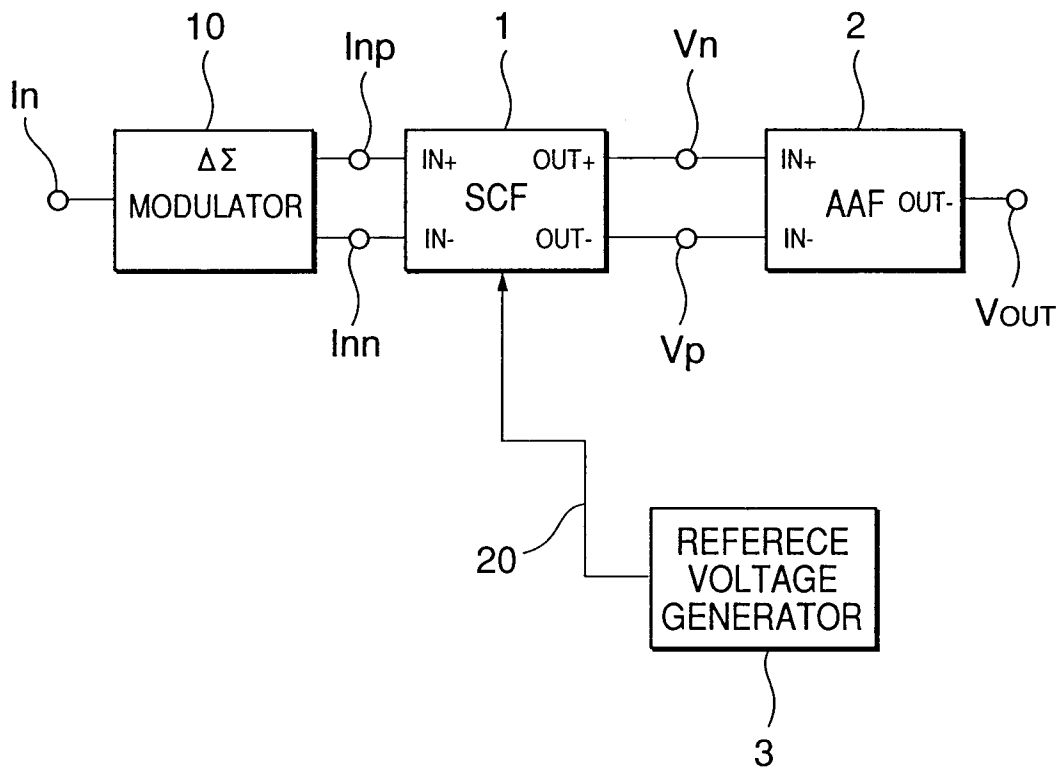 10
Inp
1
Vn
2
In
ΔΣ
MODULATOR
IN+
OUT+
SCF
IN-
OUT-
IN+
AAF
OUT-
IN-
Inn
Vp
VOUT
20
REFERECE
VOLTAGE
GENERATOR
3